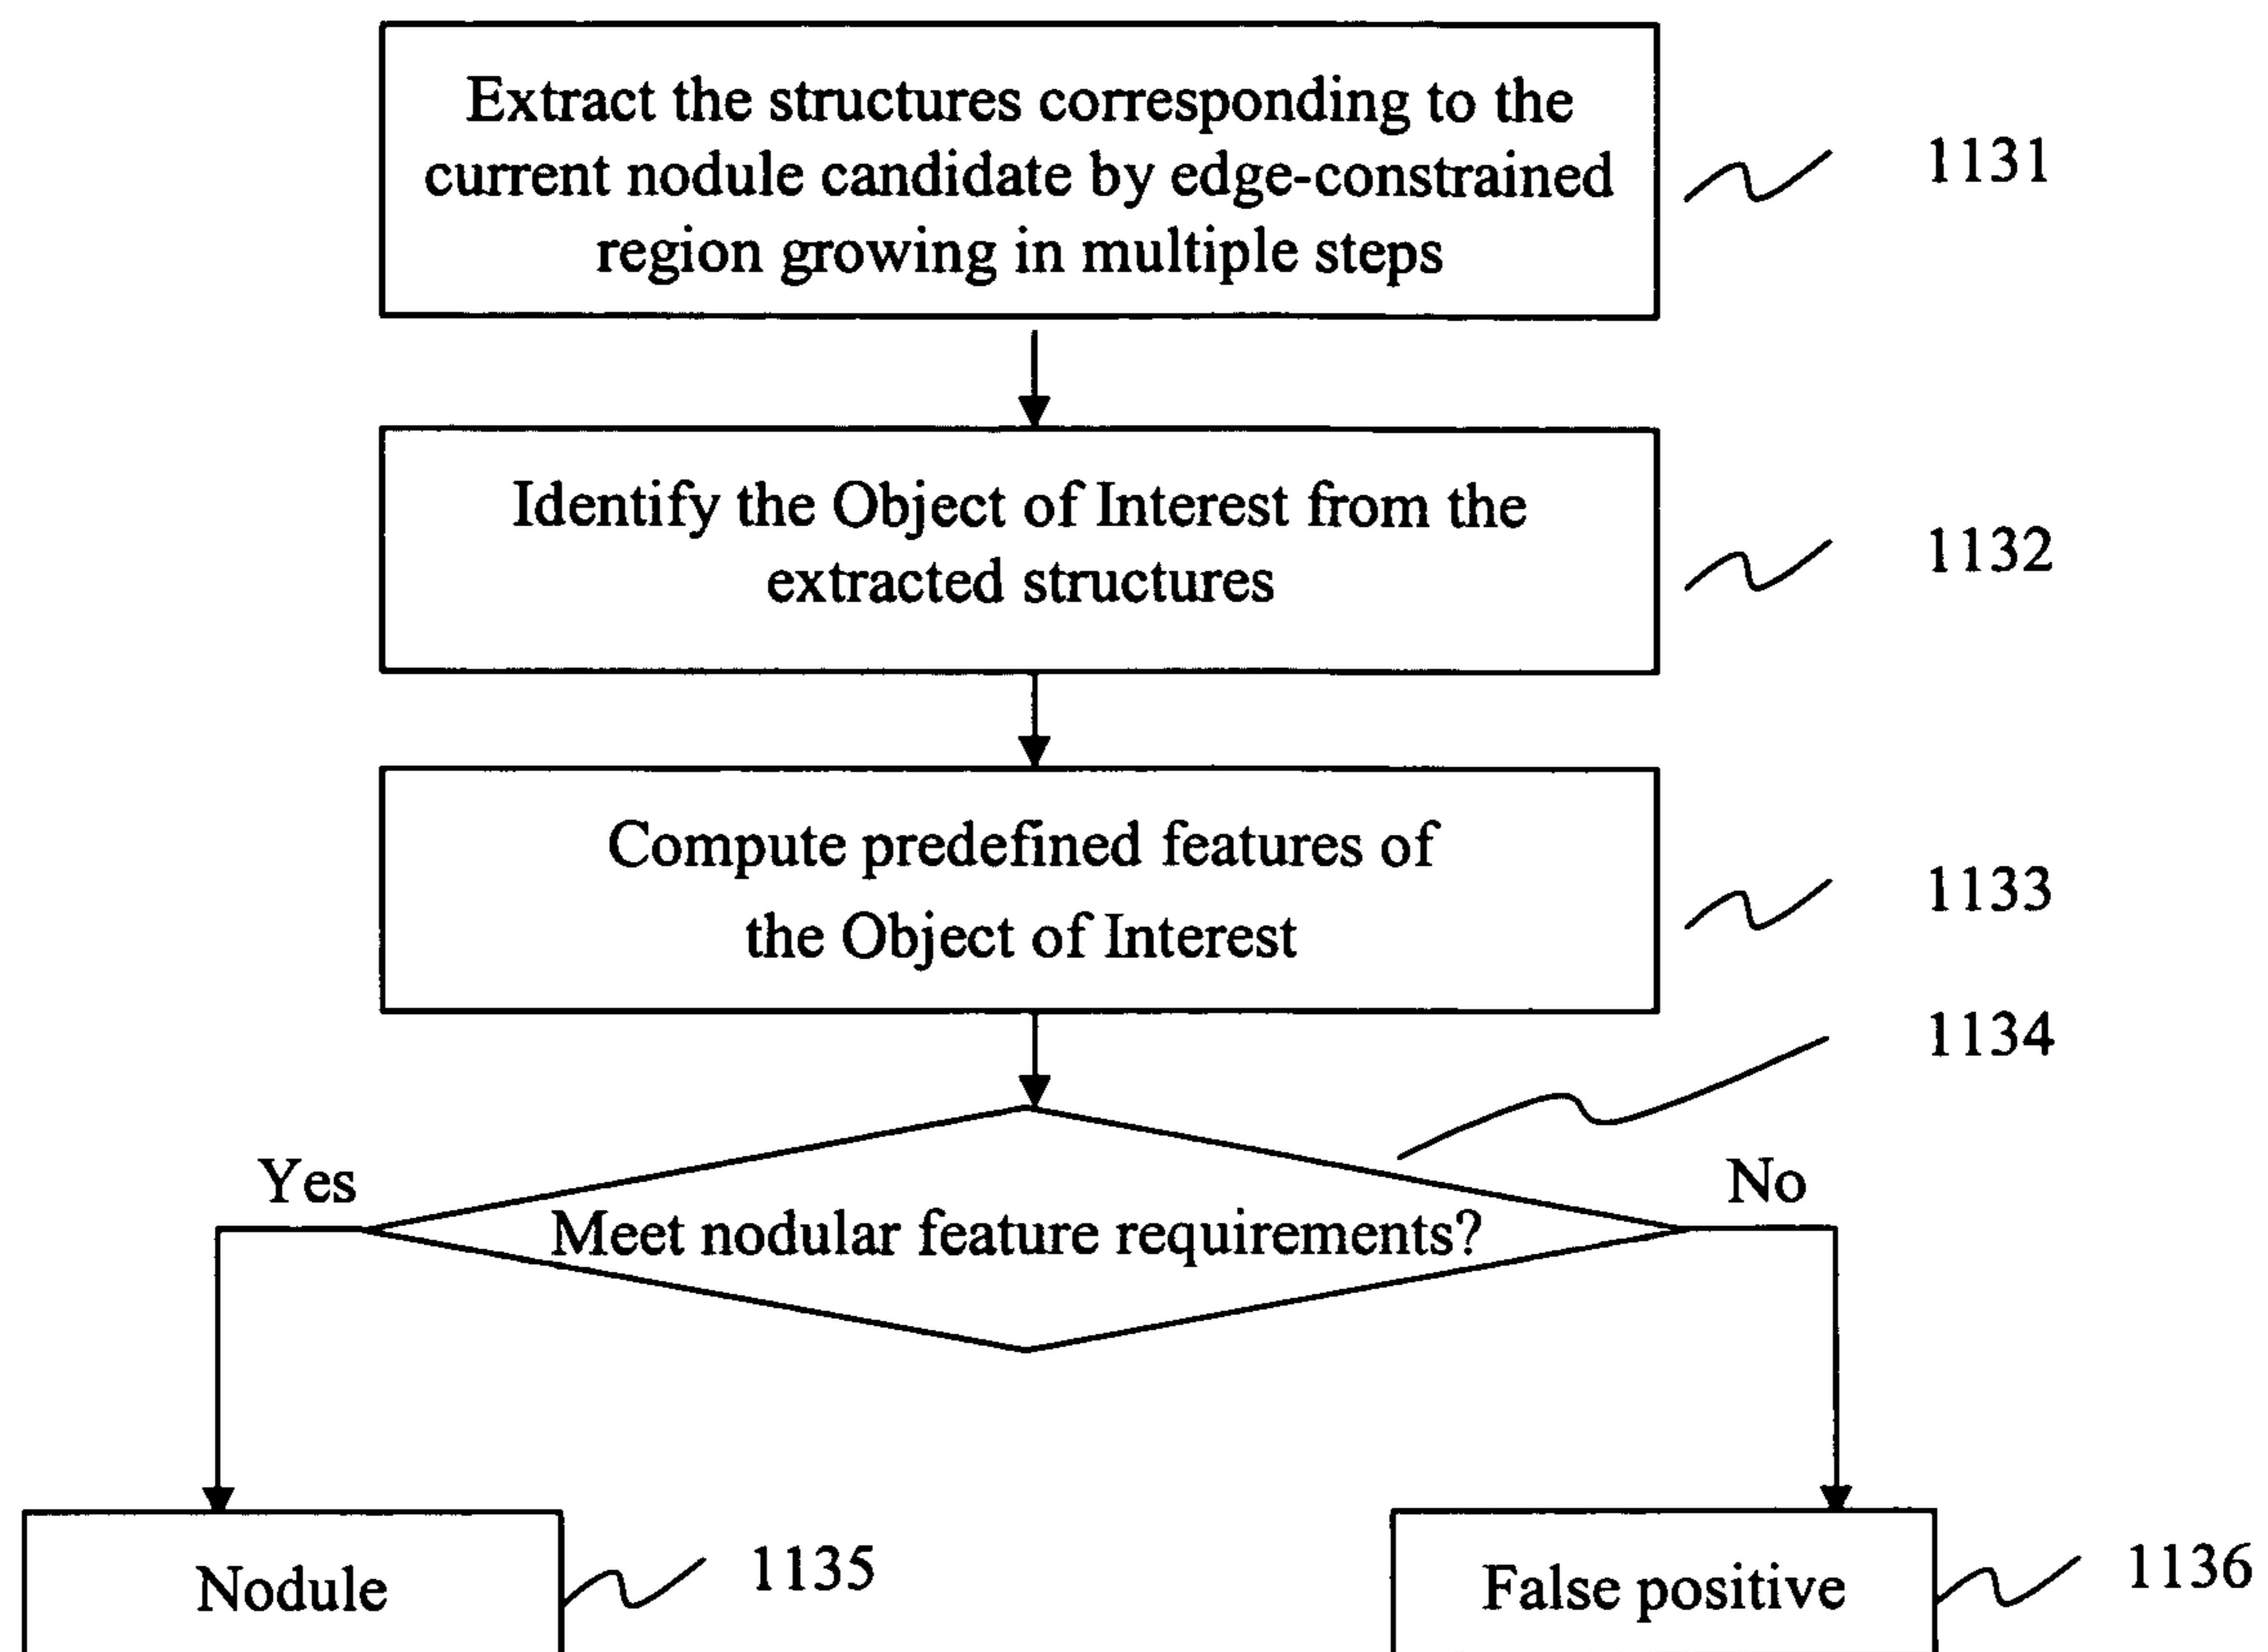 Extract the structures corresponding to the
current nodule candidate by edge-constrained
region growing in multiple steps
1131
Identify the Object of Interest from the
extracted structures
1132
Compute predefined features of
the Object of Interest
1133
1134
Yes
No
Meet nodular feature requirements?
Nodule
1135
False positive
1136